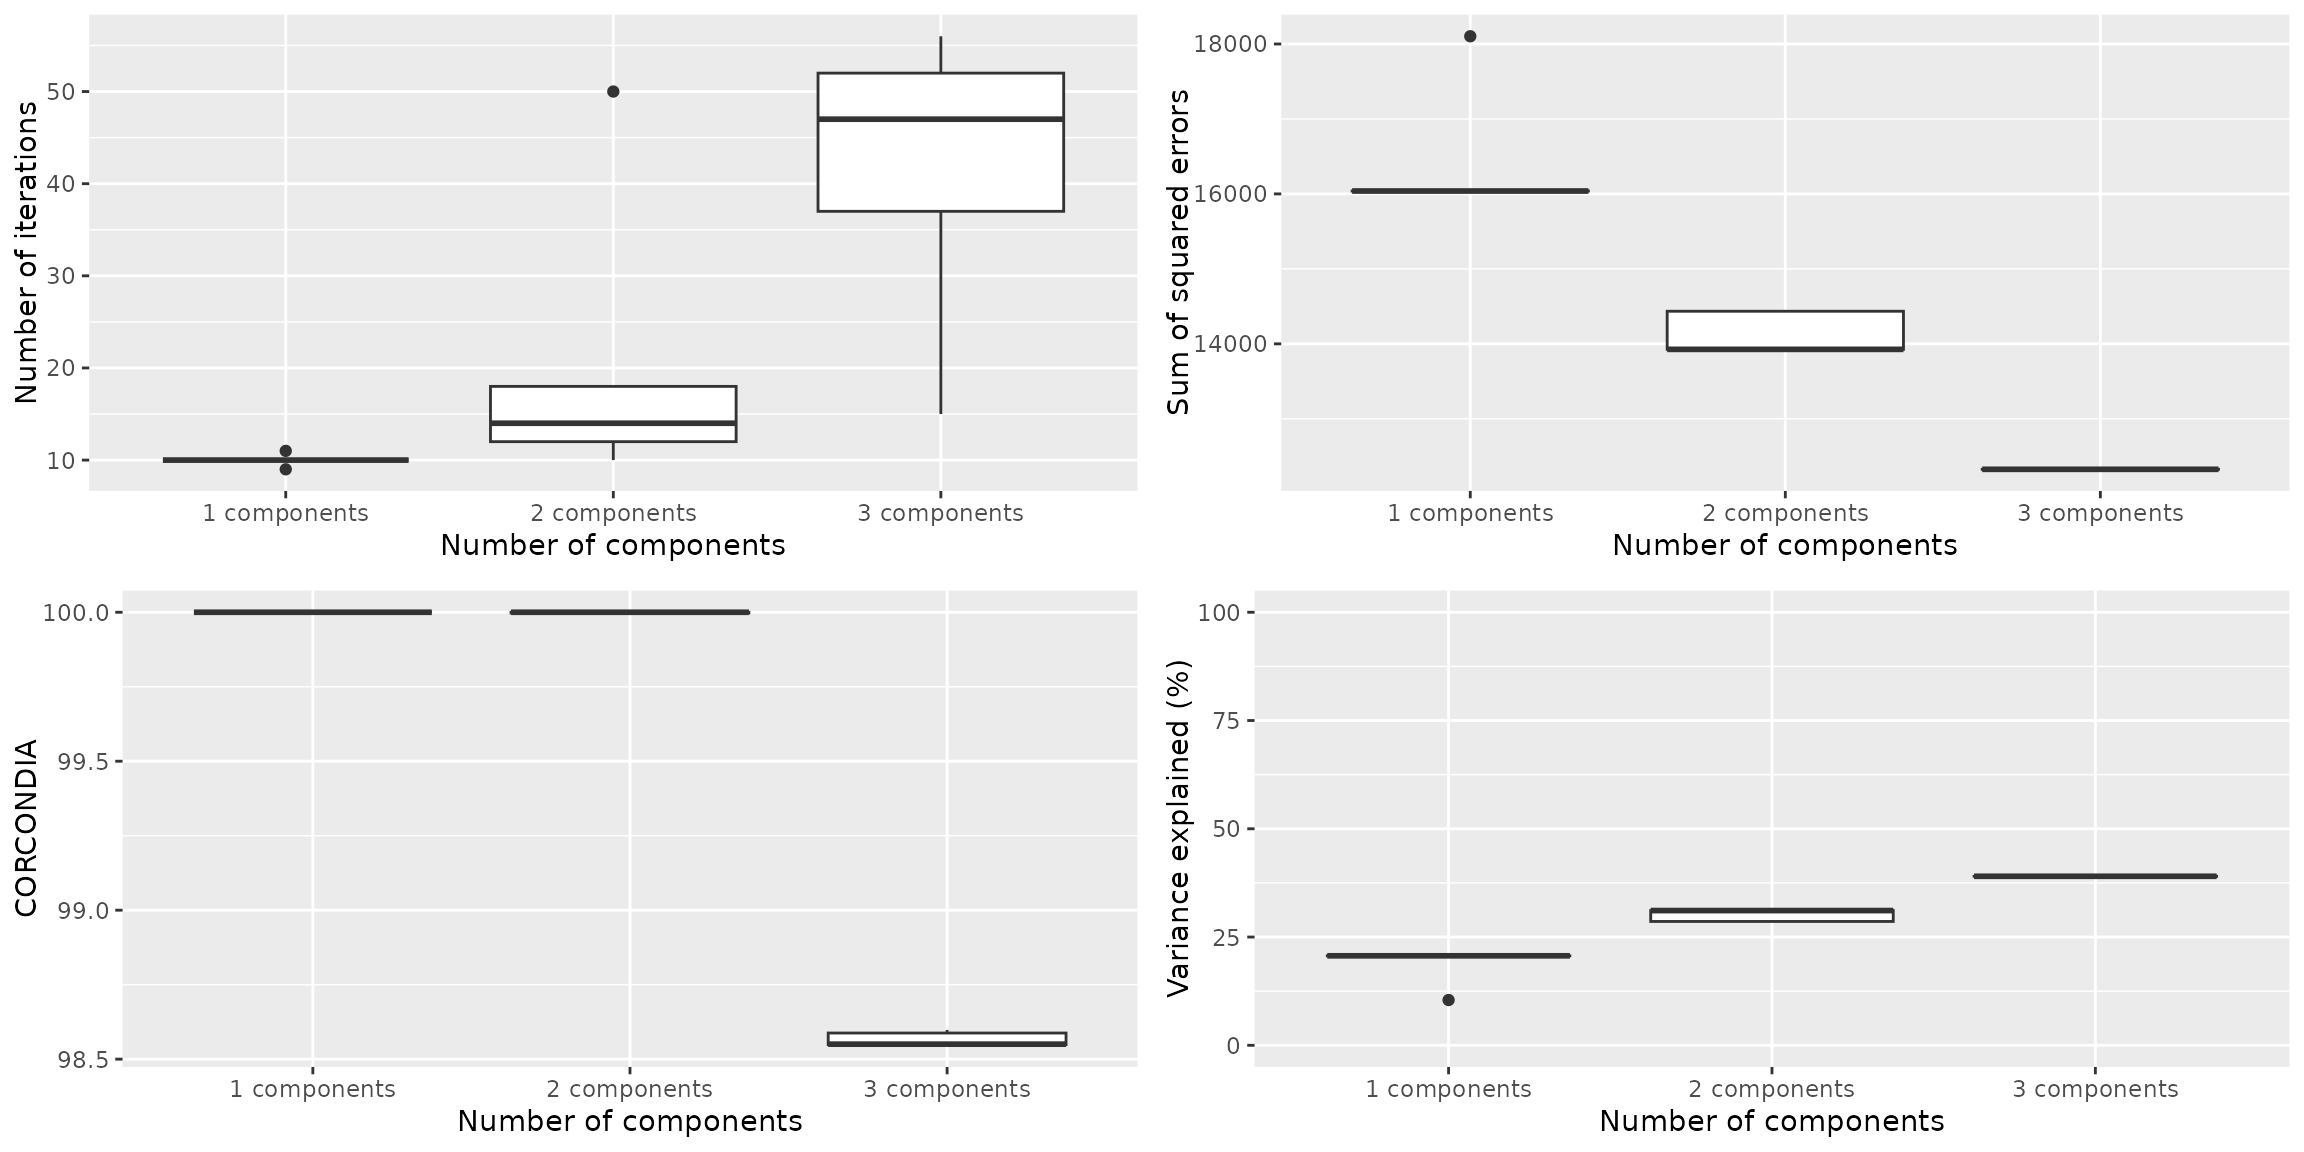 Number of iterations
50
40
30
20
10
1 components
2 components
3 components
Number of components
Sum of squared errors
18000
16000
14000
1 components
2 components
3 components
Number of components
CORCONDIA
100.0
99.5
99.0
98.5
1 components
2 components
3 components
Number of components
Variance explained (%)
100
75
50
25
0
1 components
2 components
3 components
Number of components